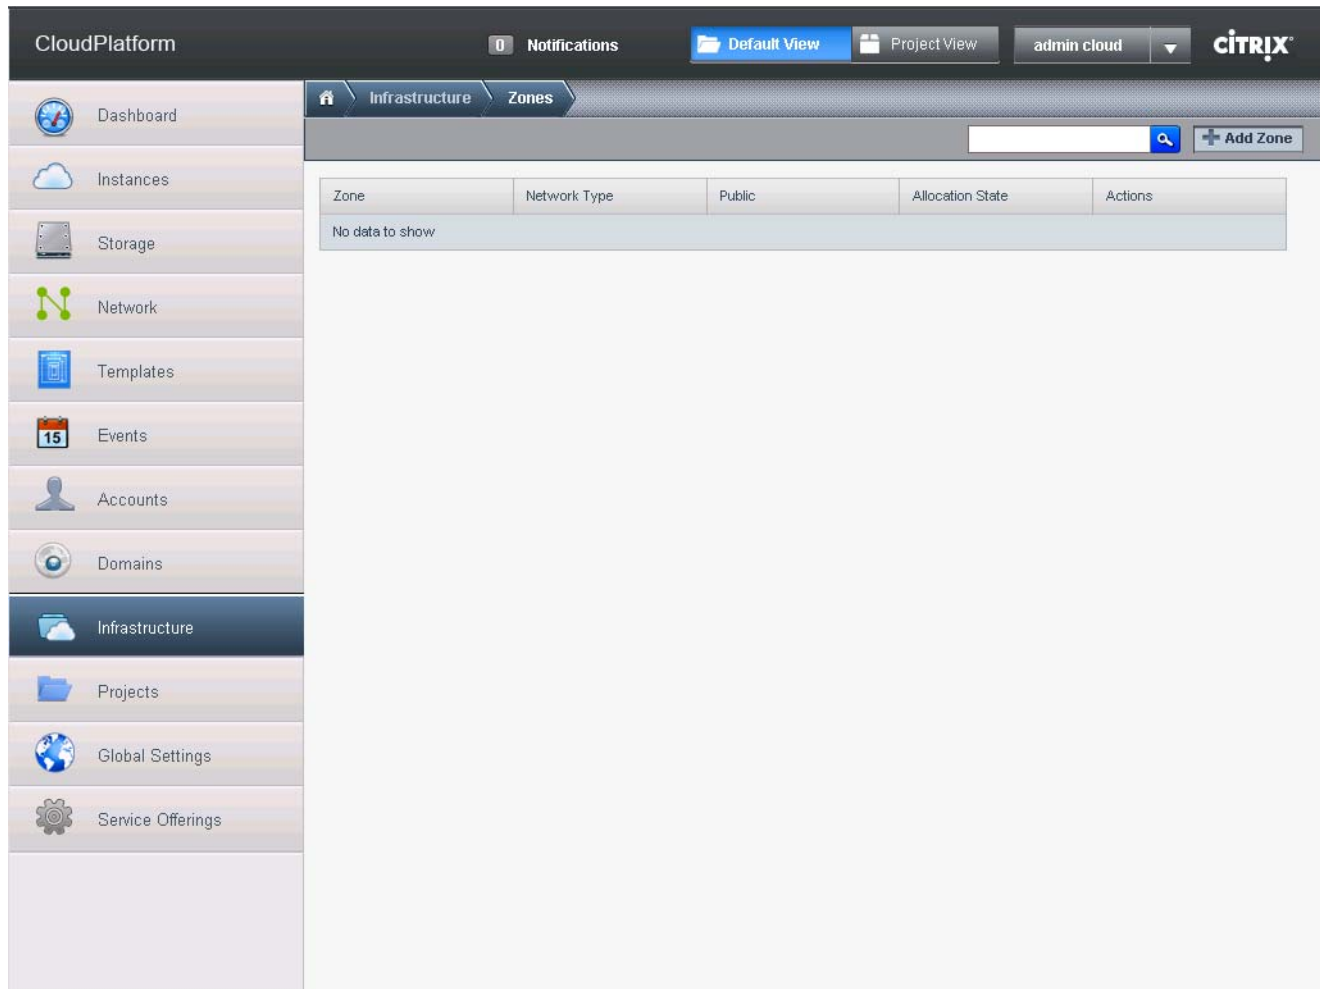 CloudPlatform
0 Notifications
Default View
Project View
admin cloud
CİTRIX
Dashboard
Instances
Storage
Network
Templates
15
Events
Accounts
Domains
Infrastructure
Projects
Global Settings
Service Offerings
Infrastructure
Zones
Add Zone
Zone Network Type Public Allocation State Actions
No data to show